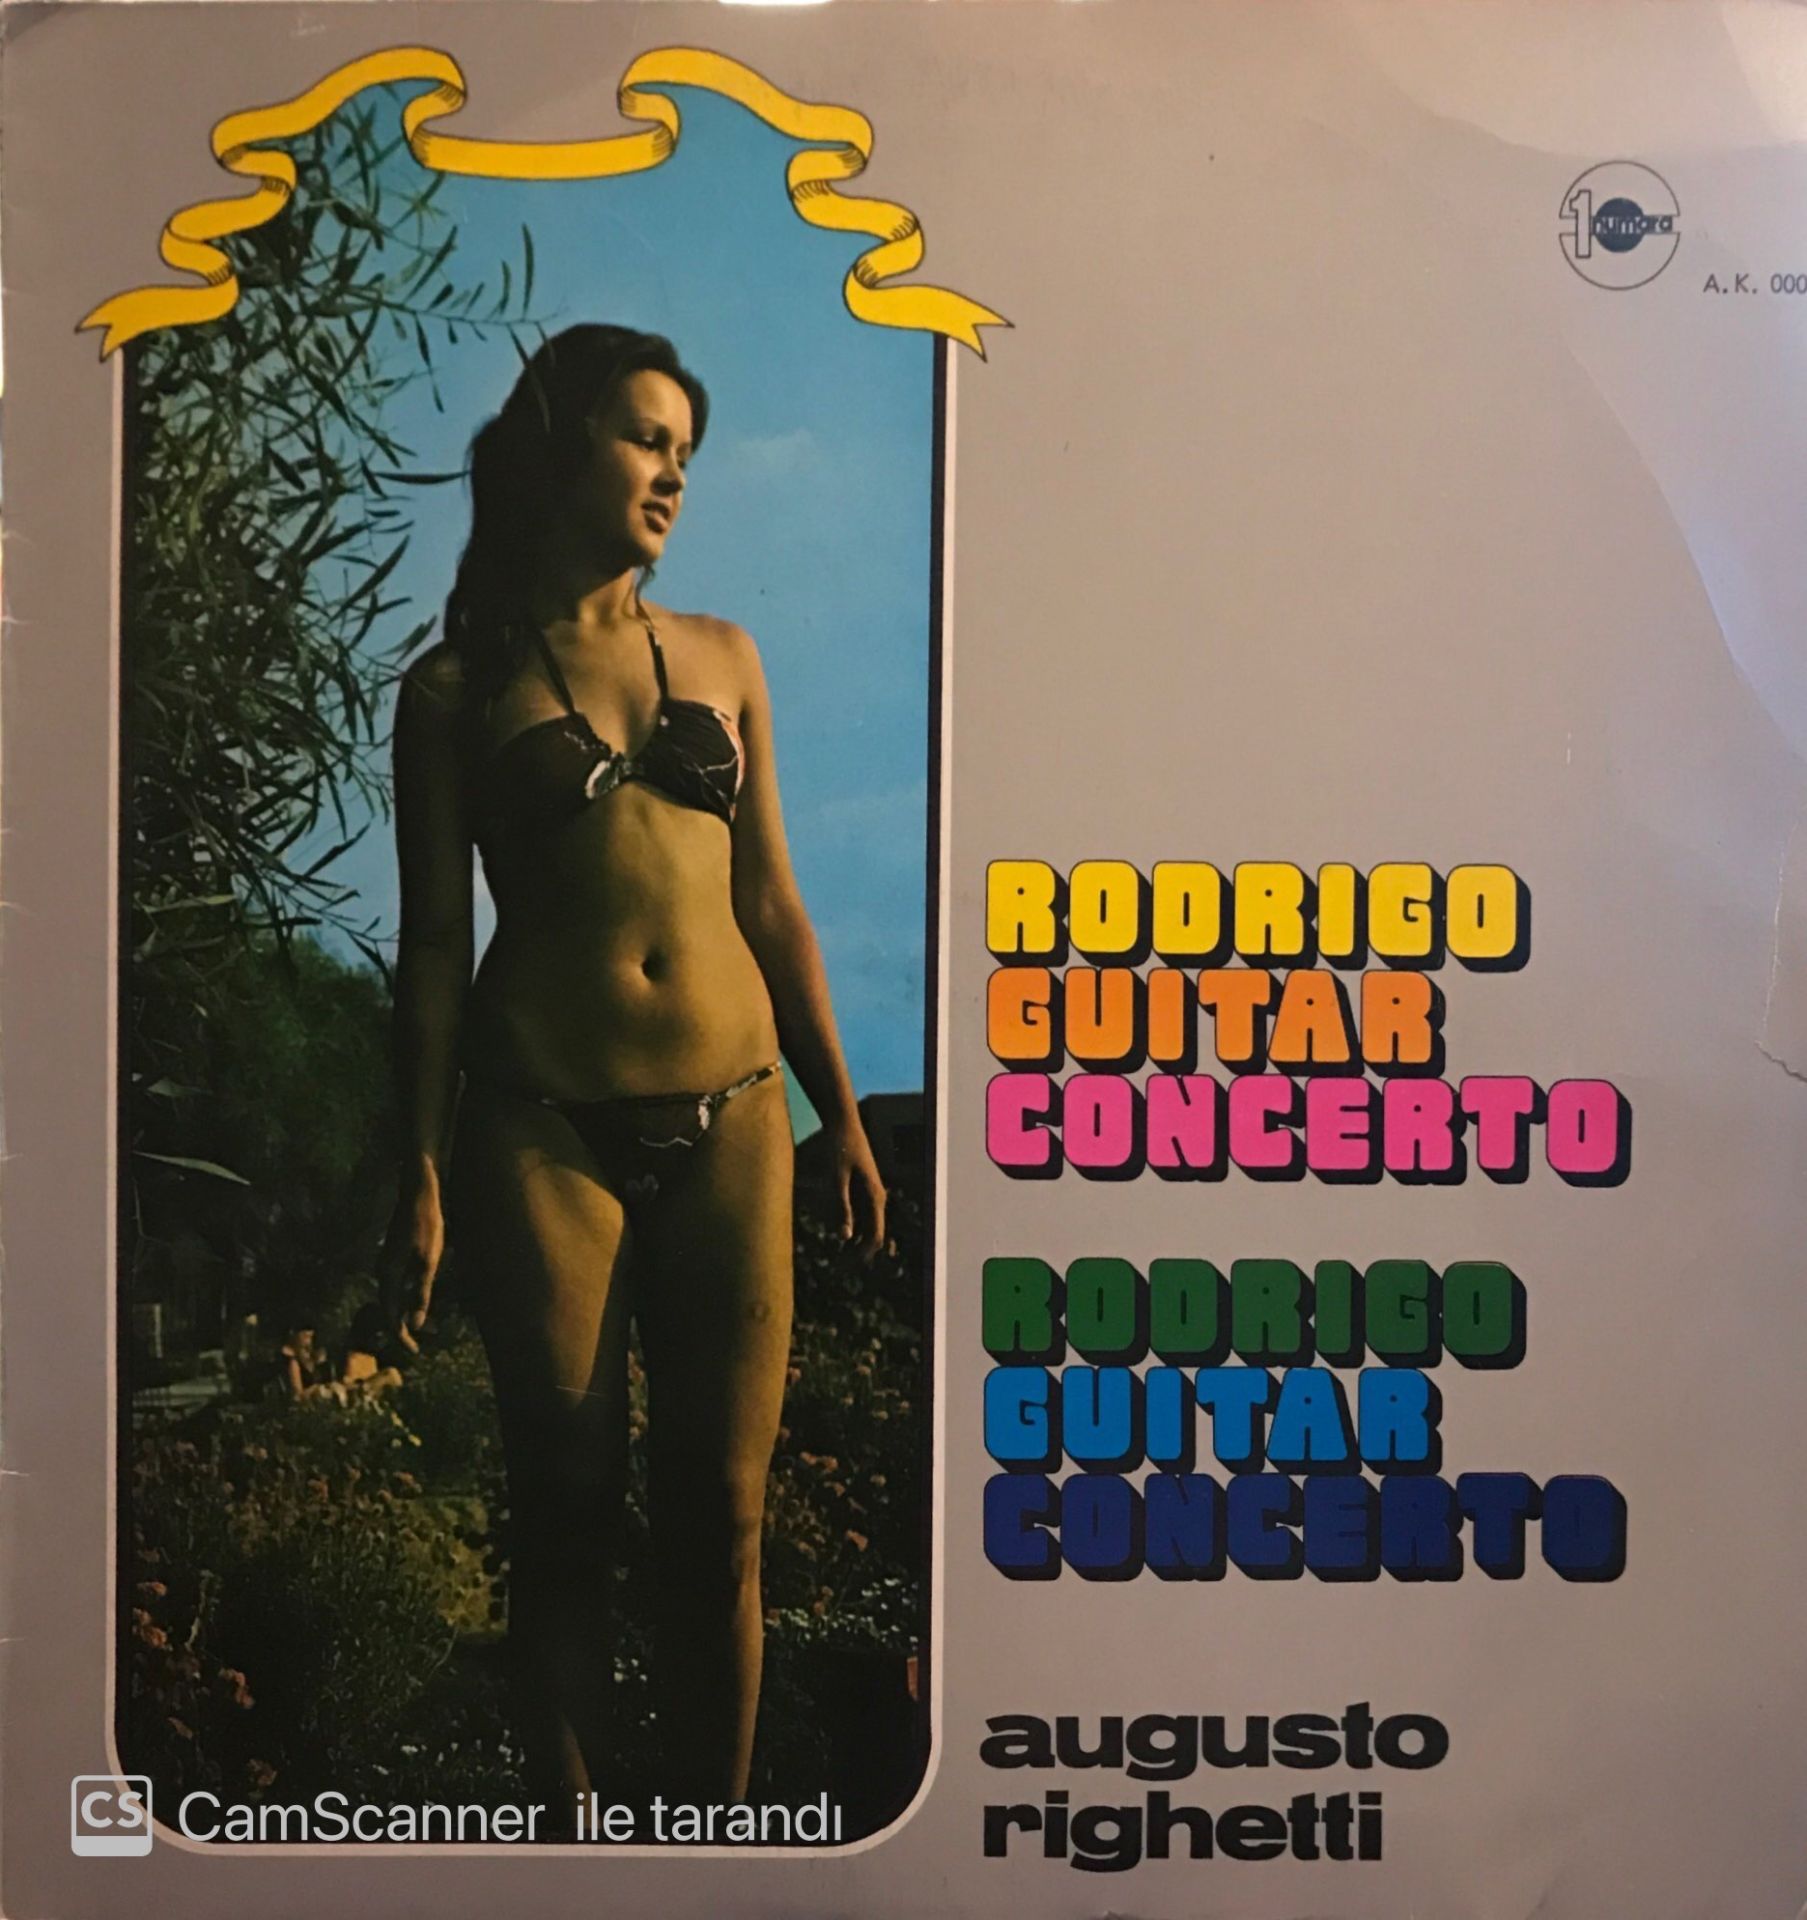 1 numara
A. K. 000
RODRIGO
GUITAR
CONCERTO
RODRIGO
GUITAR
CONCERTO
augusto
righetti
CS CamScanner ile tarandı